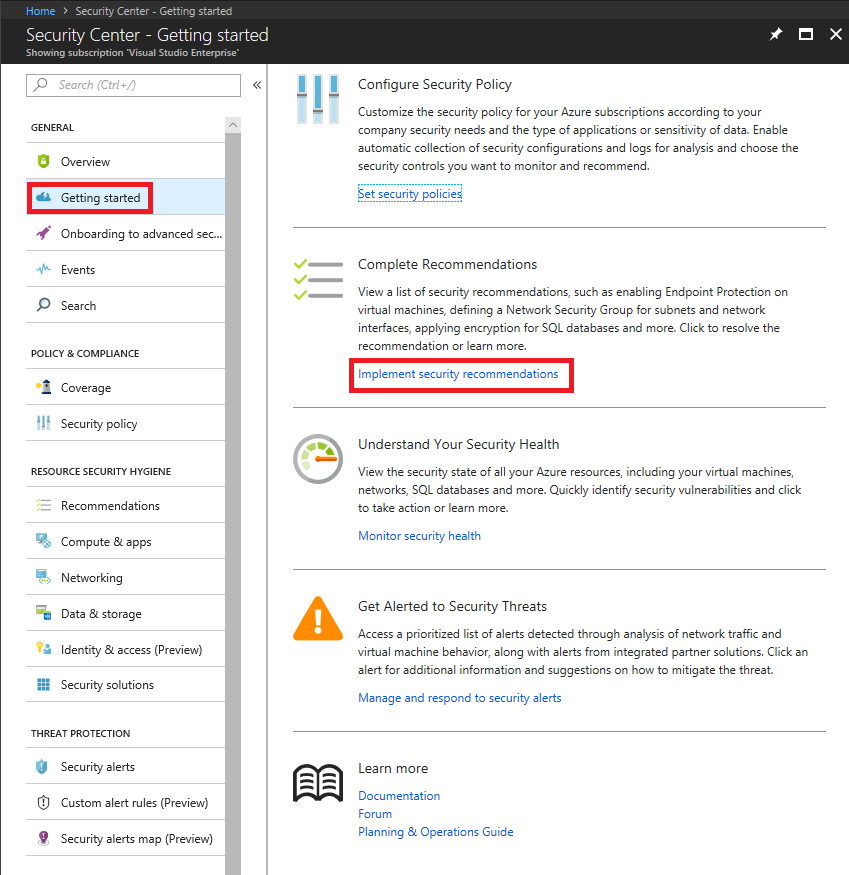 Home > Security Center - Getting started
Security Center - Getting started
Showing subscription 'Visual Studio Enterprise'
Search (Ctrl+/)
«
GENERAL
Overview
Getting started
Onboarding to advanced sec...
Events
Search
POLICY & COMPLIANCE
Coverage
Security policy
RESOURCE SECURITY HYGIENE
Recommendations
Compute & apps
Networking
Data & storage
Identity & access (Preview)
Security solutions
THREAT PROTECTION
Security alerts
Custom alert rules (Preview)
Security alerts map (Preview)
Configure Security Policy
Customize the security policy for your Azure subscriptions according to your
company security needs and the type of applications or sensitivity of data. Enable
automatic collection of security configurations and logs for analysis and choose the
security controls you want to monitor and recommend.
Set security policies
Complete Recommendations
View a list of security recommendations, such as enabling Endpoint Protection on
virtual machines, defining a Network Security Group for subnets and network
interfaces, applying encryption for SQL databases and more. Click to resolve the
recommendation or learn more.
Implement security recommendations
Understand Your Security Health
View the security state of all your Azure resources, including your virtual machines,
networks, SQL databases and more. Quickly identify security vulnerabilities and click
to take action or learn more.
Monitor security health
Get Alerted to Security Threats
Access a prioritized list of alerts detected through analysis of network traffic and
virtual machine behavior, along with alerts from integrated partner solutions. Click an
alert for additional information and suggestions on how to mitigate the threat.
Manage and respond to security alerts
Learn more
Documentation
Forum
Planning & Operations Guide